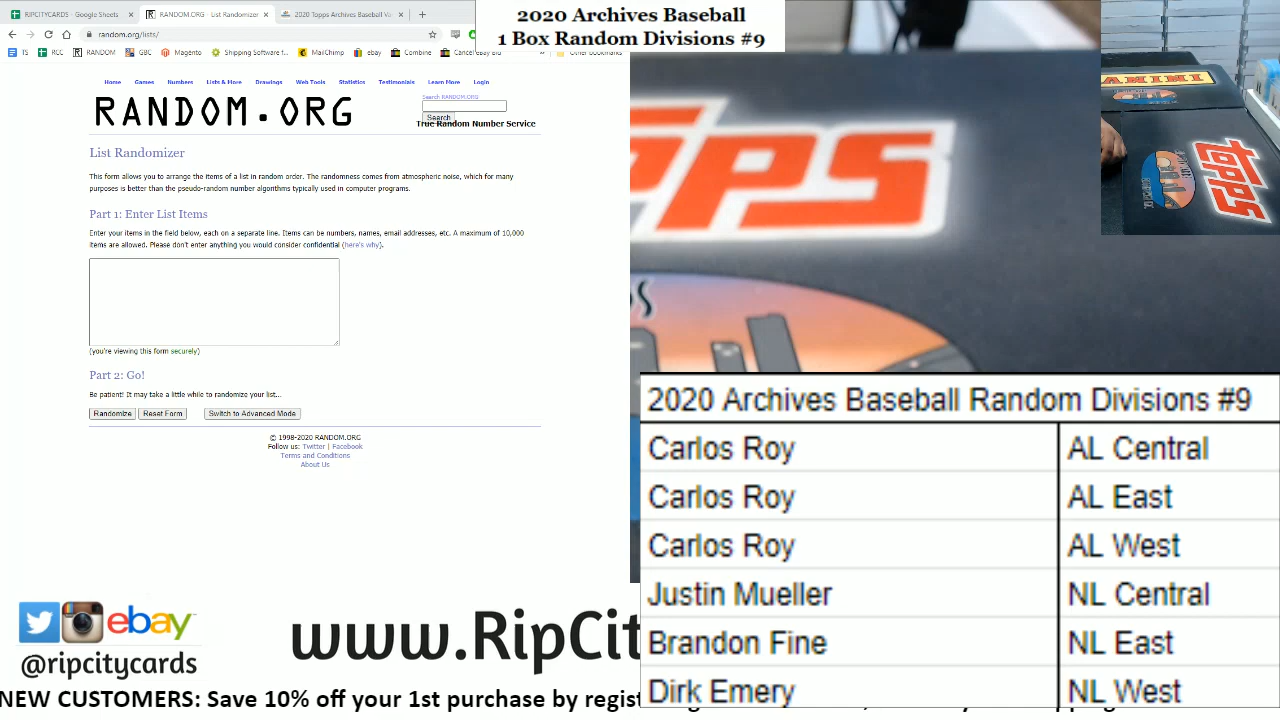 RIPCITYCARDS - Google Sheets
RANDOM.ORG - List Randomizer
2020 Topps Archives Baseball
random.org/lists/
TS
RCC
RANDOM
GBC
Magento
Shipping Software f...
MailChimp
ebay
Combine
Cancel eBay Bid
Other bookmarks
2020 Archives Baseball
1 Box Random Divisions #9
Home Games Numbers Lists & More Drawings Web Tools Statistics Testimonials Learn More Login
RANDOM.ORG
Search RANDOM.ORG
Search
True Random Number Service
List Randomizer
This form allows you to arrange the items of a list in random order. The randomness comes from atmospheric noise, which for many
purposes is better than the pseudo-random number algorithms typically used in computer programs.
Part 1: Enter List Items
Enter your items in the field below, each on a separate line. Items can be numbers, names, email addresses, etc. A maximum of 10,000
items are allowed. Please don't enter anything you would consider confidential (here's why).
(you're viewing this form securely)
Part 2: Go!
Be patient! It may take a little while to randomize your list...
Randomize Reset Form Switch to Advanced Mode
© 1998-2020 RANDOM.ORG
Follow us: Twitter | Facebook
Terms and Conditions
About Us
PANINI
topps
2020 Archives Baseball Random Divisions #9
Carlos Roy AL Central
Carlos Roy AL East
Carlos Roy AL West
Justin Mueller NL Central
Brandon Fine NL East
Dirk Emery NL West
ebay
@ripcitycards
www.RipCit
NEW CUSTOMERS: Save 10% off your 1st purchase by regist